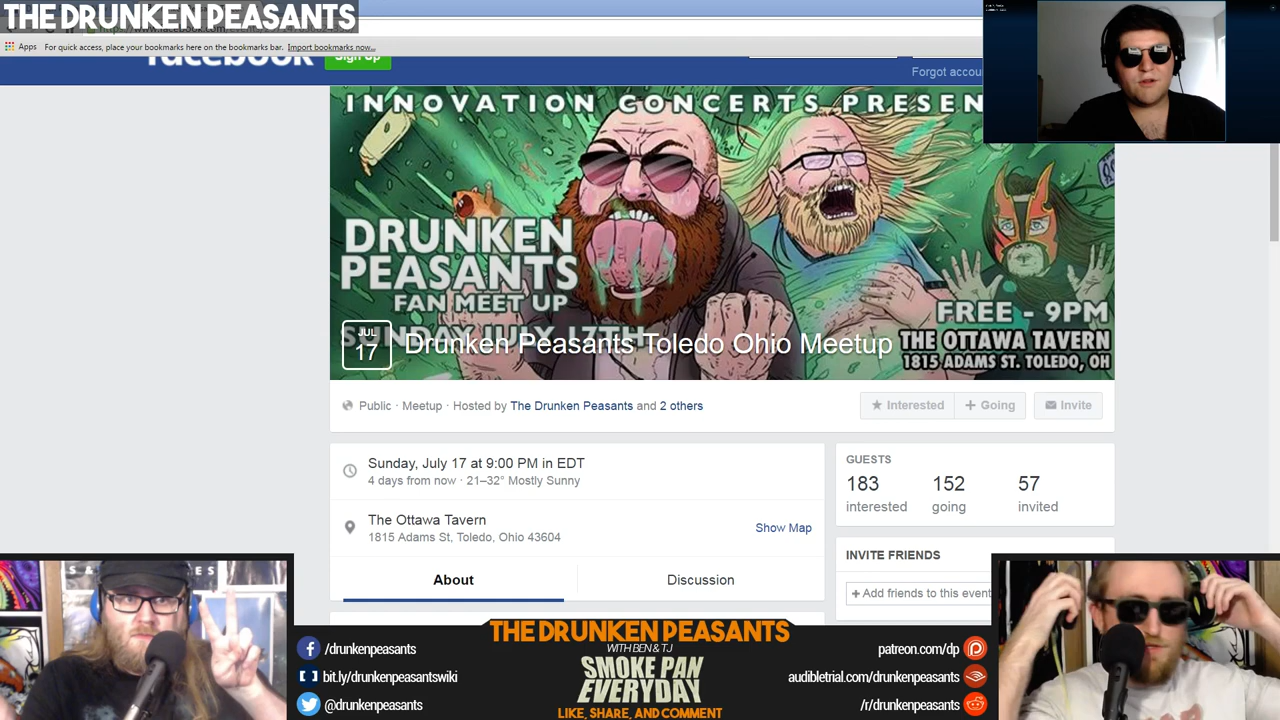 THE DRUNKEN PEASANTS
Apps For quick access, place your bookmarks here on the bookmarks bar. Import bookmarks now...
facebook Sign Up
Forgot accou
INNOVATION CONCERTS PRESEN
DRUNKEN
PEASANTS
FAN MEET UP
SUNDAY JULY 17TH
FREE - 9PM
THE OTTAWA TAVERN
1815 ADAMS ST. TOLEDO, OH
JUL
17
Drunken Peasants Toledo Ohio Meetup
Public · Meetup · Hosted by The Drunken Peasants and 2 others
★ Interested
+ Going
Invite
Sunday, July 17 at 9:00 PM in EDT
4 days from now · 21–32° Mostly Sunny
The Ottawa Tavern
1815 Adams St, Toledo, Ohio 43604
Show Map
About
Discussion
GUESTS
183 152 57
interested going invited
INVITE FRIENDS
+ Add friends to this event
THE DRUNKEN PEASANTS
WITH BEN & TJ
SMOKE PAN
EVERYDAY
LIKE, SHARE, AND COMMENT
/drunkenpeasants
bit.ly/drunkenpeasantswiki
@drunkenpeasants
patreon.com/dp
audibletrial.com/drunkenpeasants
/r/drunkenpeasants